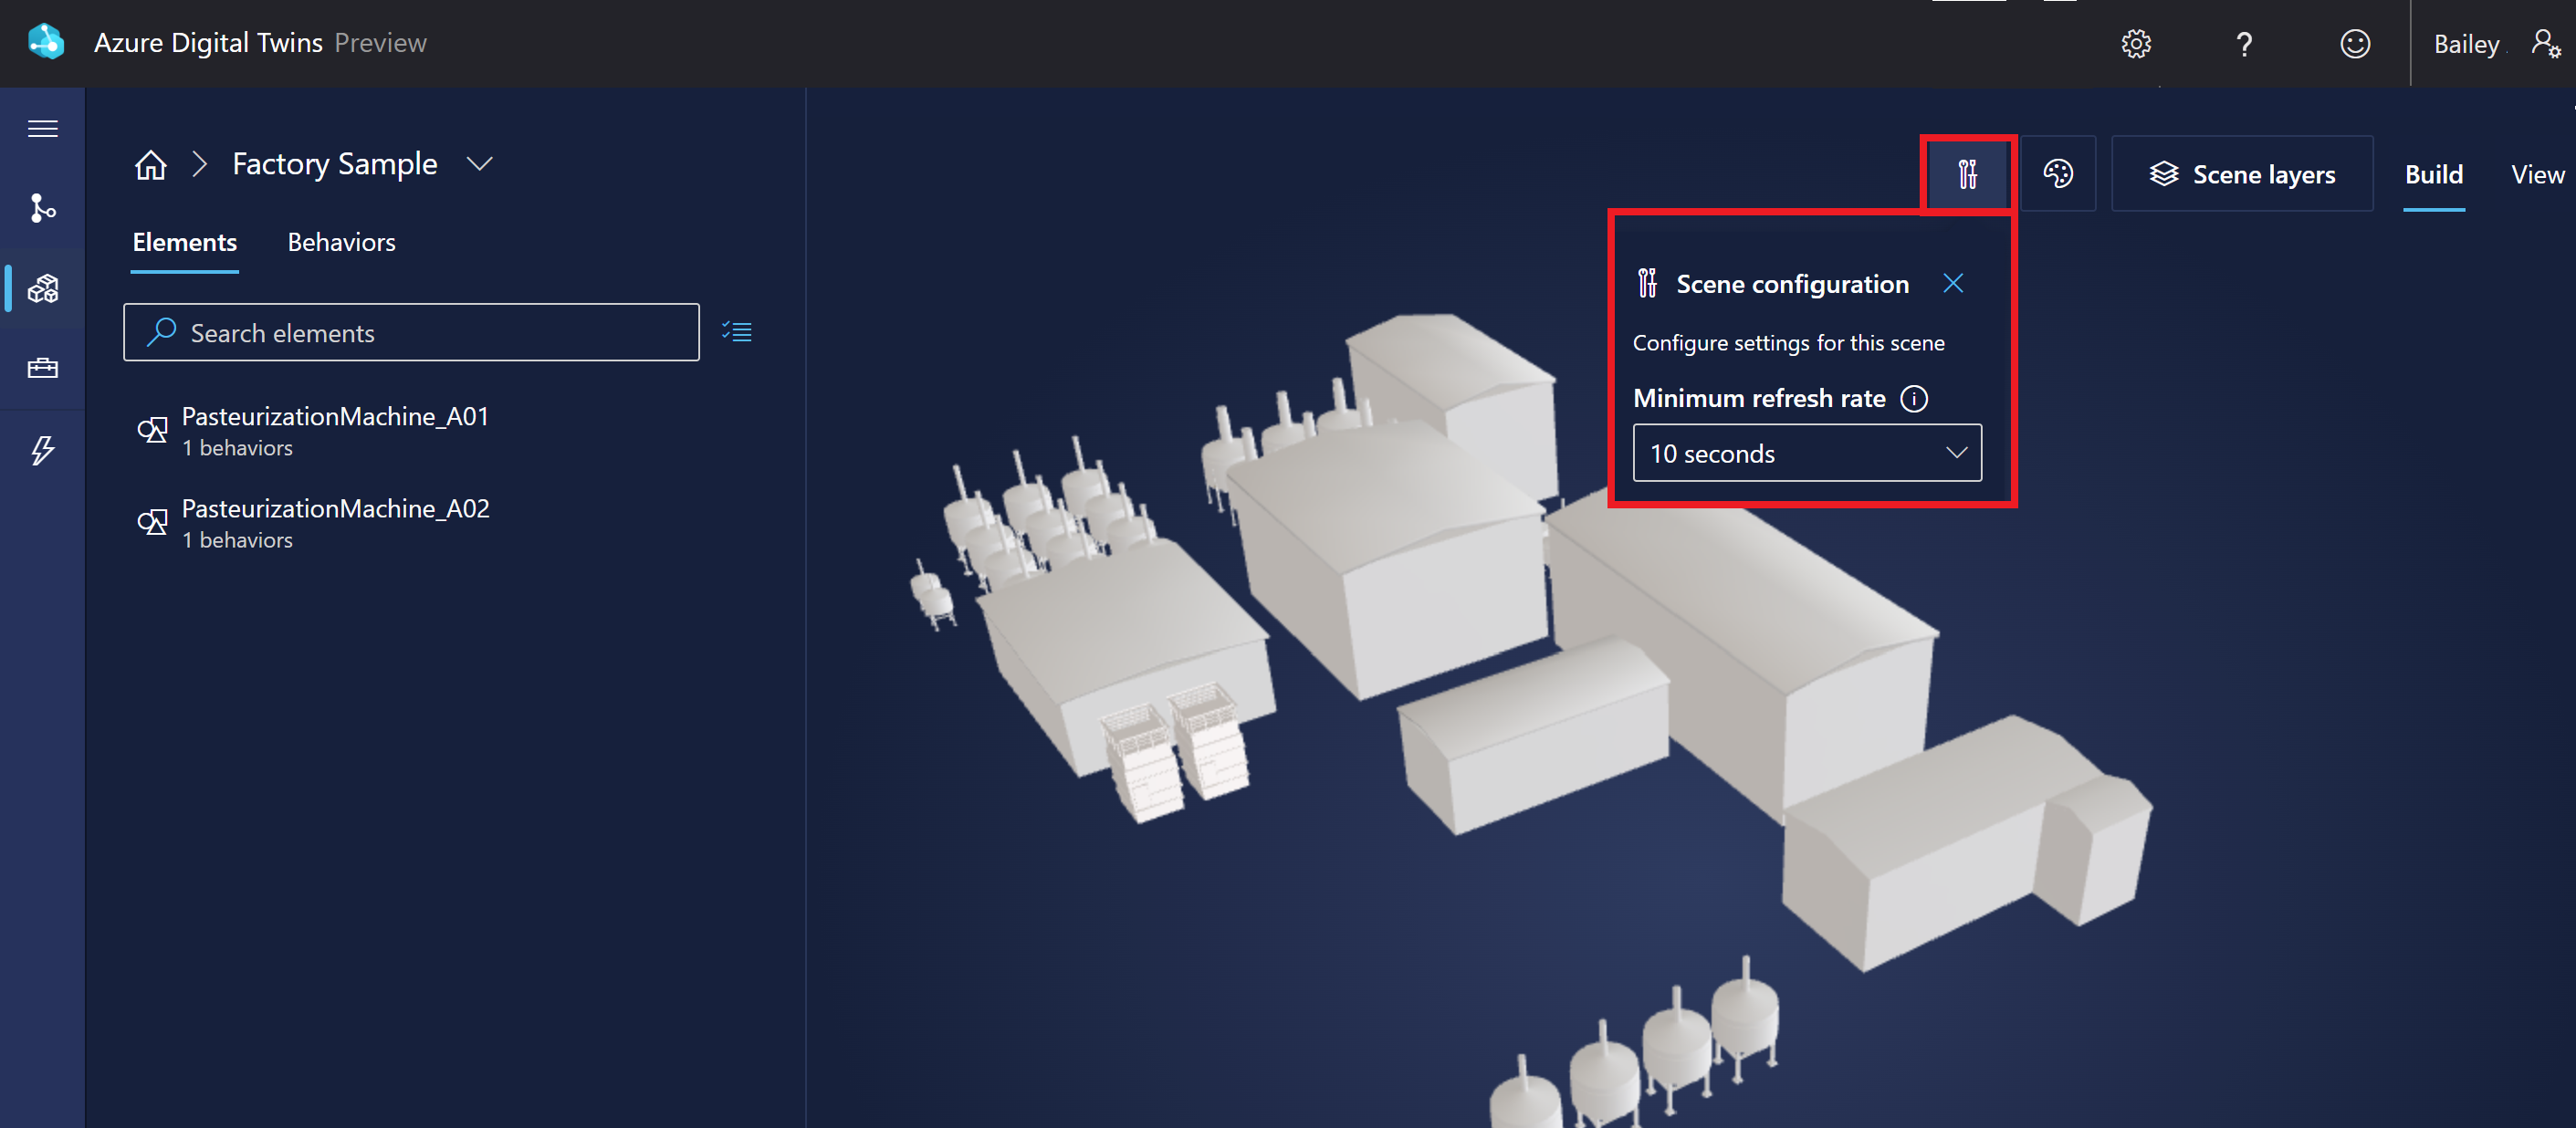 Azure Digital Twins Preview
?
Bailey
Factory Sample
Scene layers
Build
View
Elements
Behaviors
Search elements
PasteurizationMachine_A01
1 behaviors
PasteurizationMachine_A02
1 behaviors
Scene configuration
Configure settings for this scene
Minimum refresh rate
10 seconds